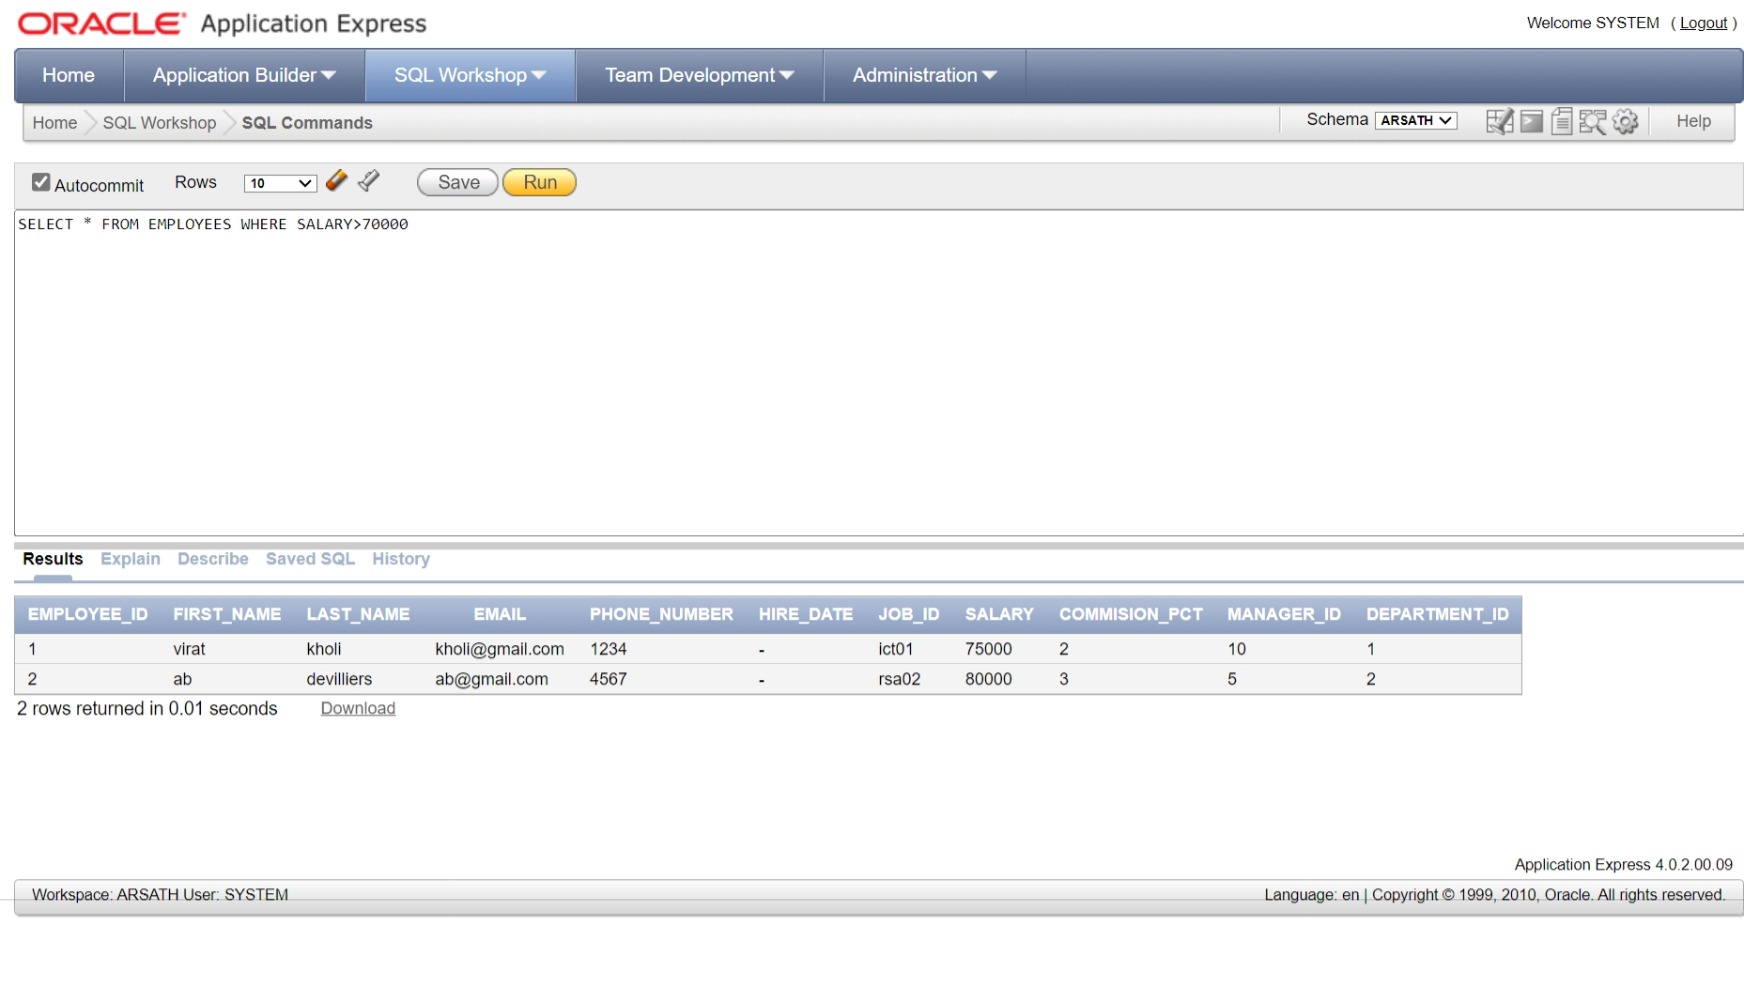 ORACLE® Application Express
Welcome SYSTEM ( Logout )
Home Application Builder SQL Workshop Team Development Administration
Home SQL Workshop SQL Commands Schema ARSATH Help
Autocommit Rows 10 Save Run
SELECT * FROM EMPLOYEES WHERE SALARY>70000
Results Explain Describe Saved SQL History
EMPLOYEE_ID FIRST_NAME LAST_NAME EMAIL PHONE_NUMBER HIRE_DATE JOB_ID SALARY COMMISION_PCT MANAGER_ID DEPARTMENT_ID
1 virat kholi kholi@gmail.com 1234 - ict01 75000 2 10 1
2 ab devilliers ab@gmail.com 4567 - rsa02 80000 3 5 2
2 rows returned in 0.01 seconds Download
Application Express 4.0.2.00.09
Workspace: ARSATH User: SYSTEM Language: en | Copyright © 1999, 2010, Oracle. All rights reserved.